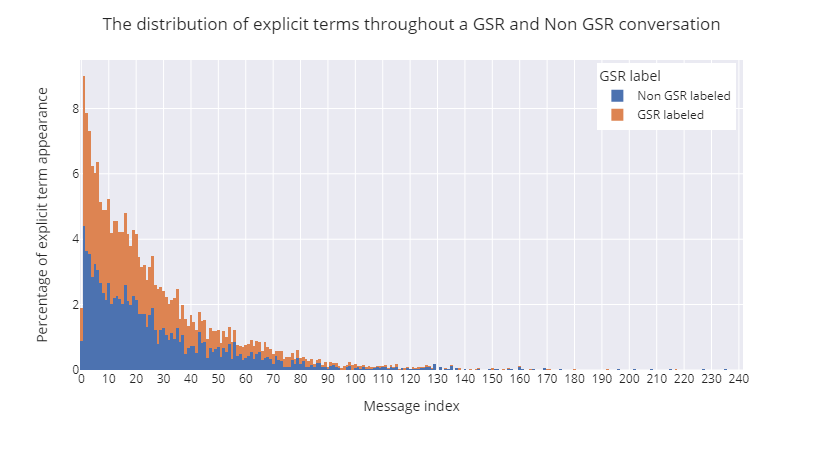 The distribution of explicit terms throughout a GSR and Non GSR conversation
GSR label
Non GSR labeled
GSR labeled
Percentage of explicit term appearance
8
6
4
2
0
0 10 20 30 40 50 60 70 80 90 100 110 120 130 140 150 160 170 180 190 200 210 220 230 240
Message index